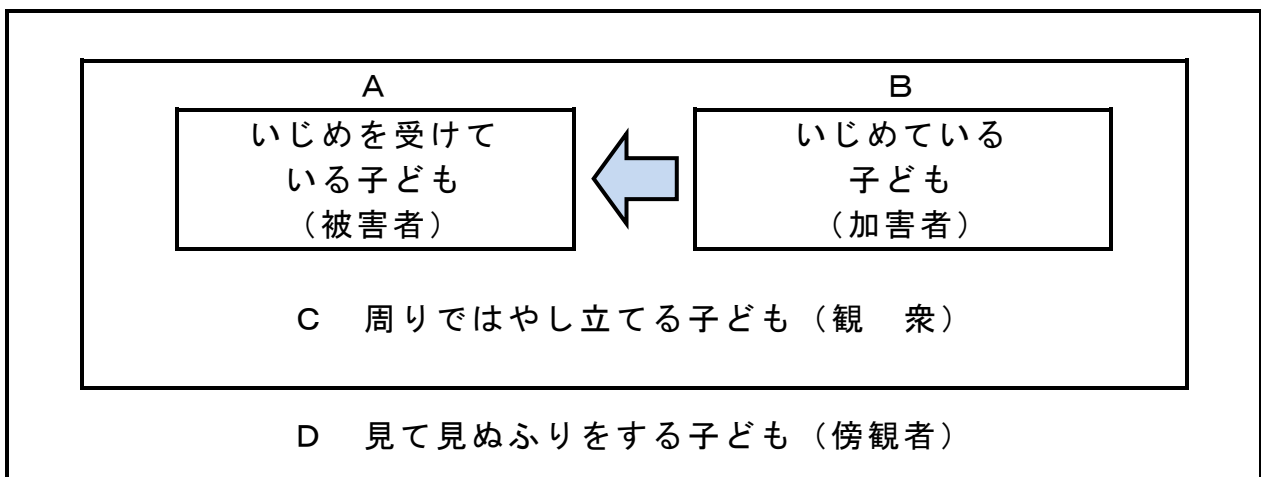 A
B
いじめを受けて
いる子ども
（被害者）
いじめている
子ども
（加害者）
C　周りではやし立てる子ども（観　衆）
D　見て見ぬふりをする子ども（傍観者）